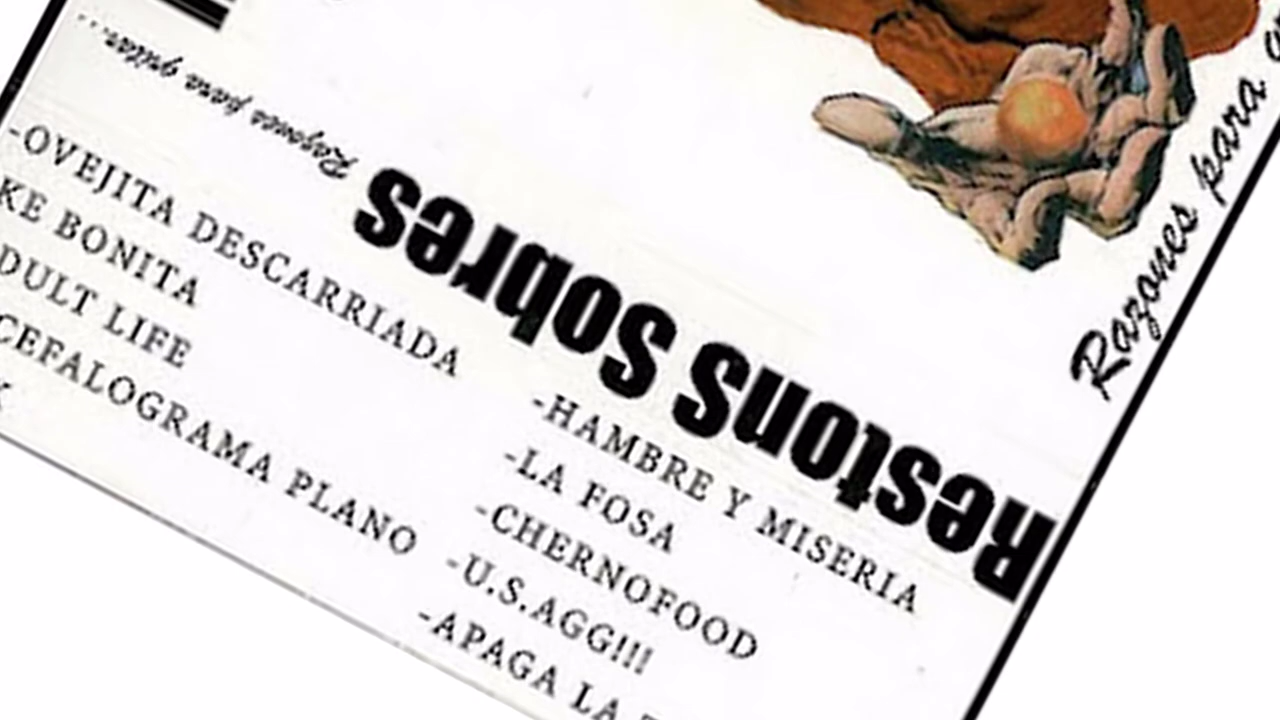 Razones para gritar...
Restons Sobres
Razones para
-OVEJITA DESCARRIADA
KE BONITA
DULT LIFE
CEFALOGRAMA PLANO
-HAMBRE Y MISERIA
-LA FOSA
-CHERNOFOOD
-U.S.AGG!!!
-APAGA LA